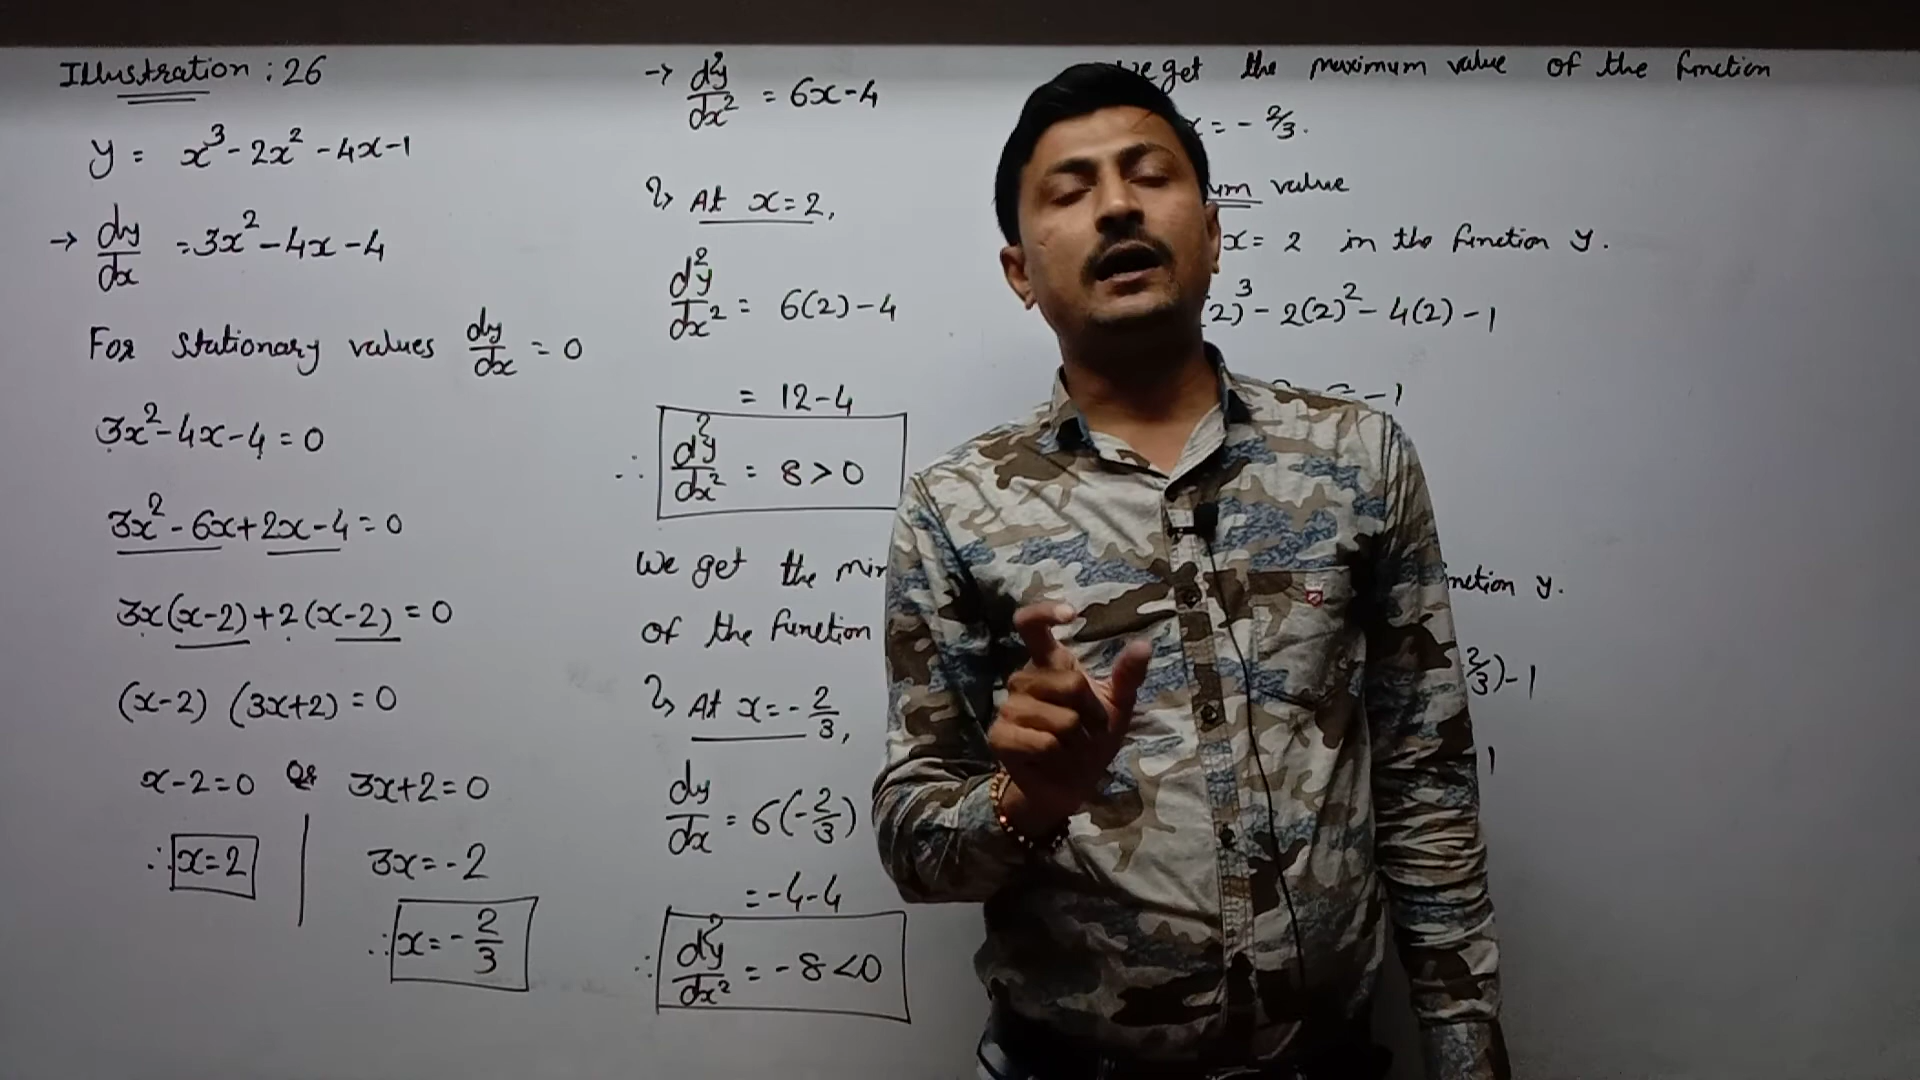 Illustration : 26
y = x³ - 2x² - 4x - 1
→ dy/dx = 3x² - 4x - 4
For stationary values dy/dx = 0
3x² - 4x - 4 = 0
3x² - 6x + 2x - 4 = 0
3x(x-2) + 2(x-2) = 0
(x-2) (3x+2) = 0
x-2=0 OR 3x+2=0
∴ x=2
3x = -2
∴ x = -2/3
→ d²y/dx² = 6x - 4
At x=2,
d²y/dx² = 6(2) - 4
= 12 - 4
∴ d²y/dx² = 8 > 0
We get the
of the function
At x = -2/3,
dy/dx = 6(-2/3)
= -4-4
∴ d²y/dx² = -8 < 0
get the maximum value of the function
= -2/3.
value
x = 2 in the function y.
2)³ - 2(2)² - 4(2) - 1
- 1
y.
2/3) - 1
1